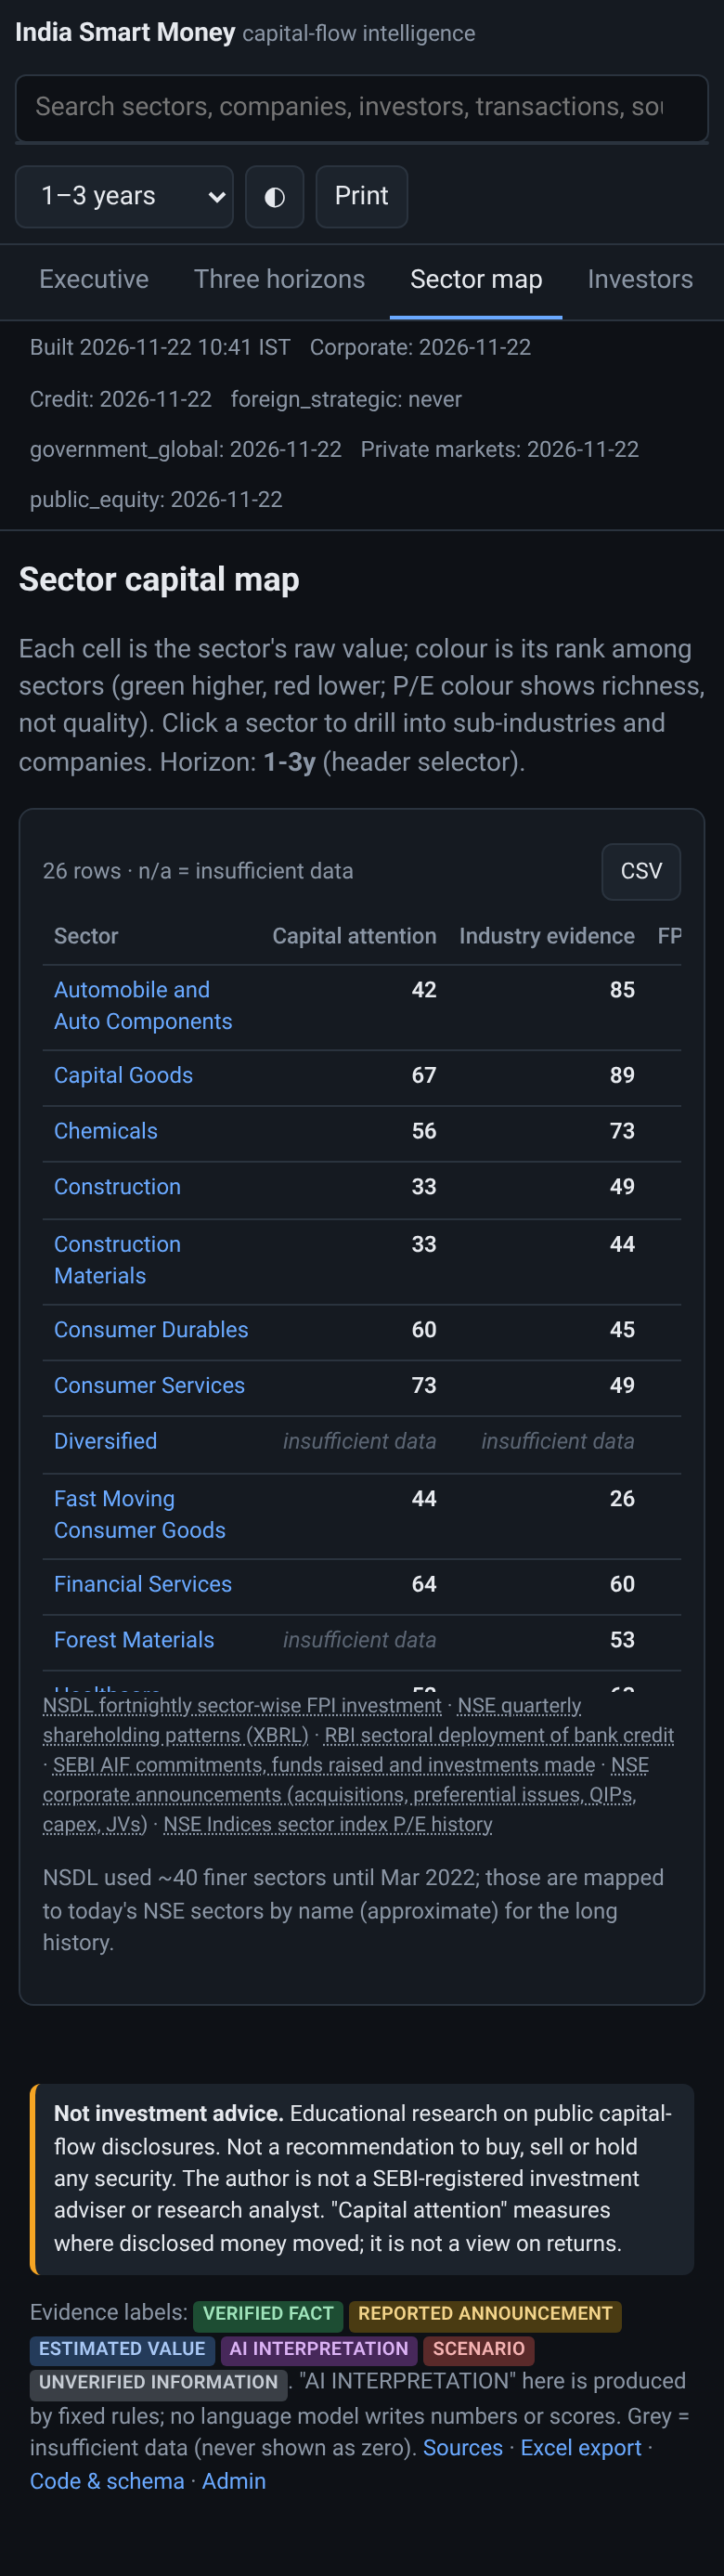 India Smart Money capital-flow intelligence
Search sectors, companies, investors, transactions, sou
1–3 years
Print
Executive Three horizons Sector map Investors
Built 2026-11-22 10:41 IST Corporate: 2026-11-22
Credit: 2026-11-22 foreign_strategic: never
government_global: 2026-11-22 Private markets: 2026-11-22
public_equity: 2026-11-22
Sector capital map
Each cell is the sector's raw value; colour is its rank among
sectors (green higher, red lower; P/E colour shows richness,
not quality). Click a sector to drill into sub-industries and
companies. Horizon: 1-3y (header selector).
26 rows · n/a = insufficient data CSV
Sector Capital attention Industry evidence FP
Automobile and 42 85
Auto Components
Capital Goods 67 89
Chemicals 56 73
Construction 33 49
Construction 33 44
Materials
Consumer Durables 60 45
Consumer Services 73 49
Diversified insufficient data insufficient data
Fast Moving 44 26
Consumer Goods
Financial Services 64 60
Forest Materials insufficient data 53
Healthcare
NSDL fortnightly sector-wise FPI investment · NSE quarterly
shareholding patterns (XBRL) · RBI sectoral deployment of bank credit
· SEBI AIF commitments, funds raised and investments made · NSE
corporate announcements (acquisitions, preferential issues, QIPs,
capex, JVs) · NSE Indices sector index P/E history
NSDL used ~40 finer sectors until Mar 2022; those are mapped
to today's NSE sectors by name (approximate) for the long
history.
Not investment advice. Educational research on public capital-
flow disclosures. Not a recommendation to buy, sell or hold
any security. The author is not a SEBI-registered investment
adviser or research analyst. "Capital attention" measures
where disclosed money moved; it is not a view on returns.
Evidence labels: VERIFIED FACT REPORTED ANNOUNCEMENT
ESTIMATED VALUE AI INTERPRETATION SCENARIO
UNVERIFIED INFORMATION. "AI INTERPRETATION" here is produced
by fixed rules; no language model writes numbers or scores. Grey =
insufficient data (never shown as zero). Sources · Excel export ·
Code & schema · Admin